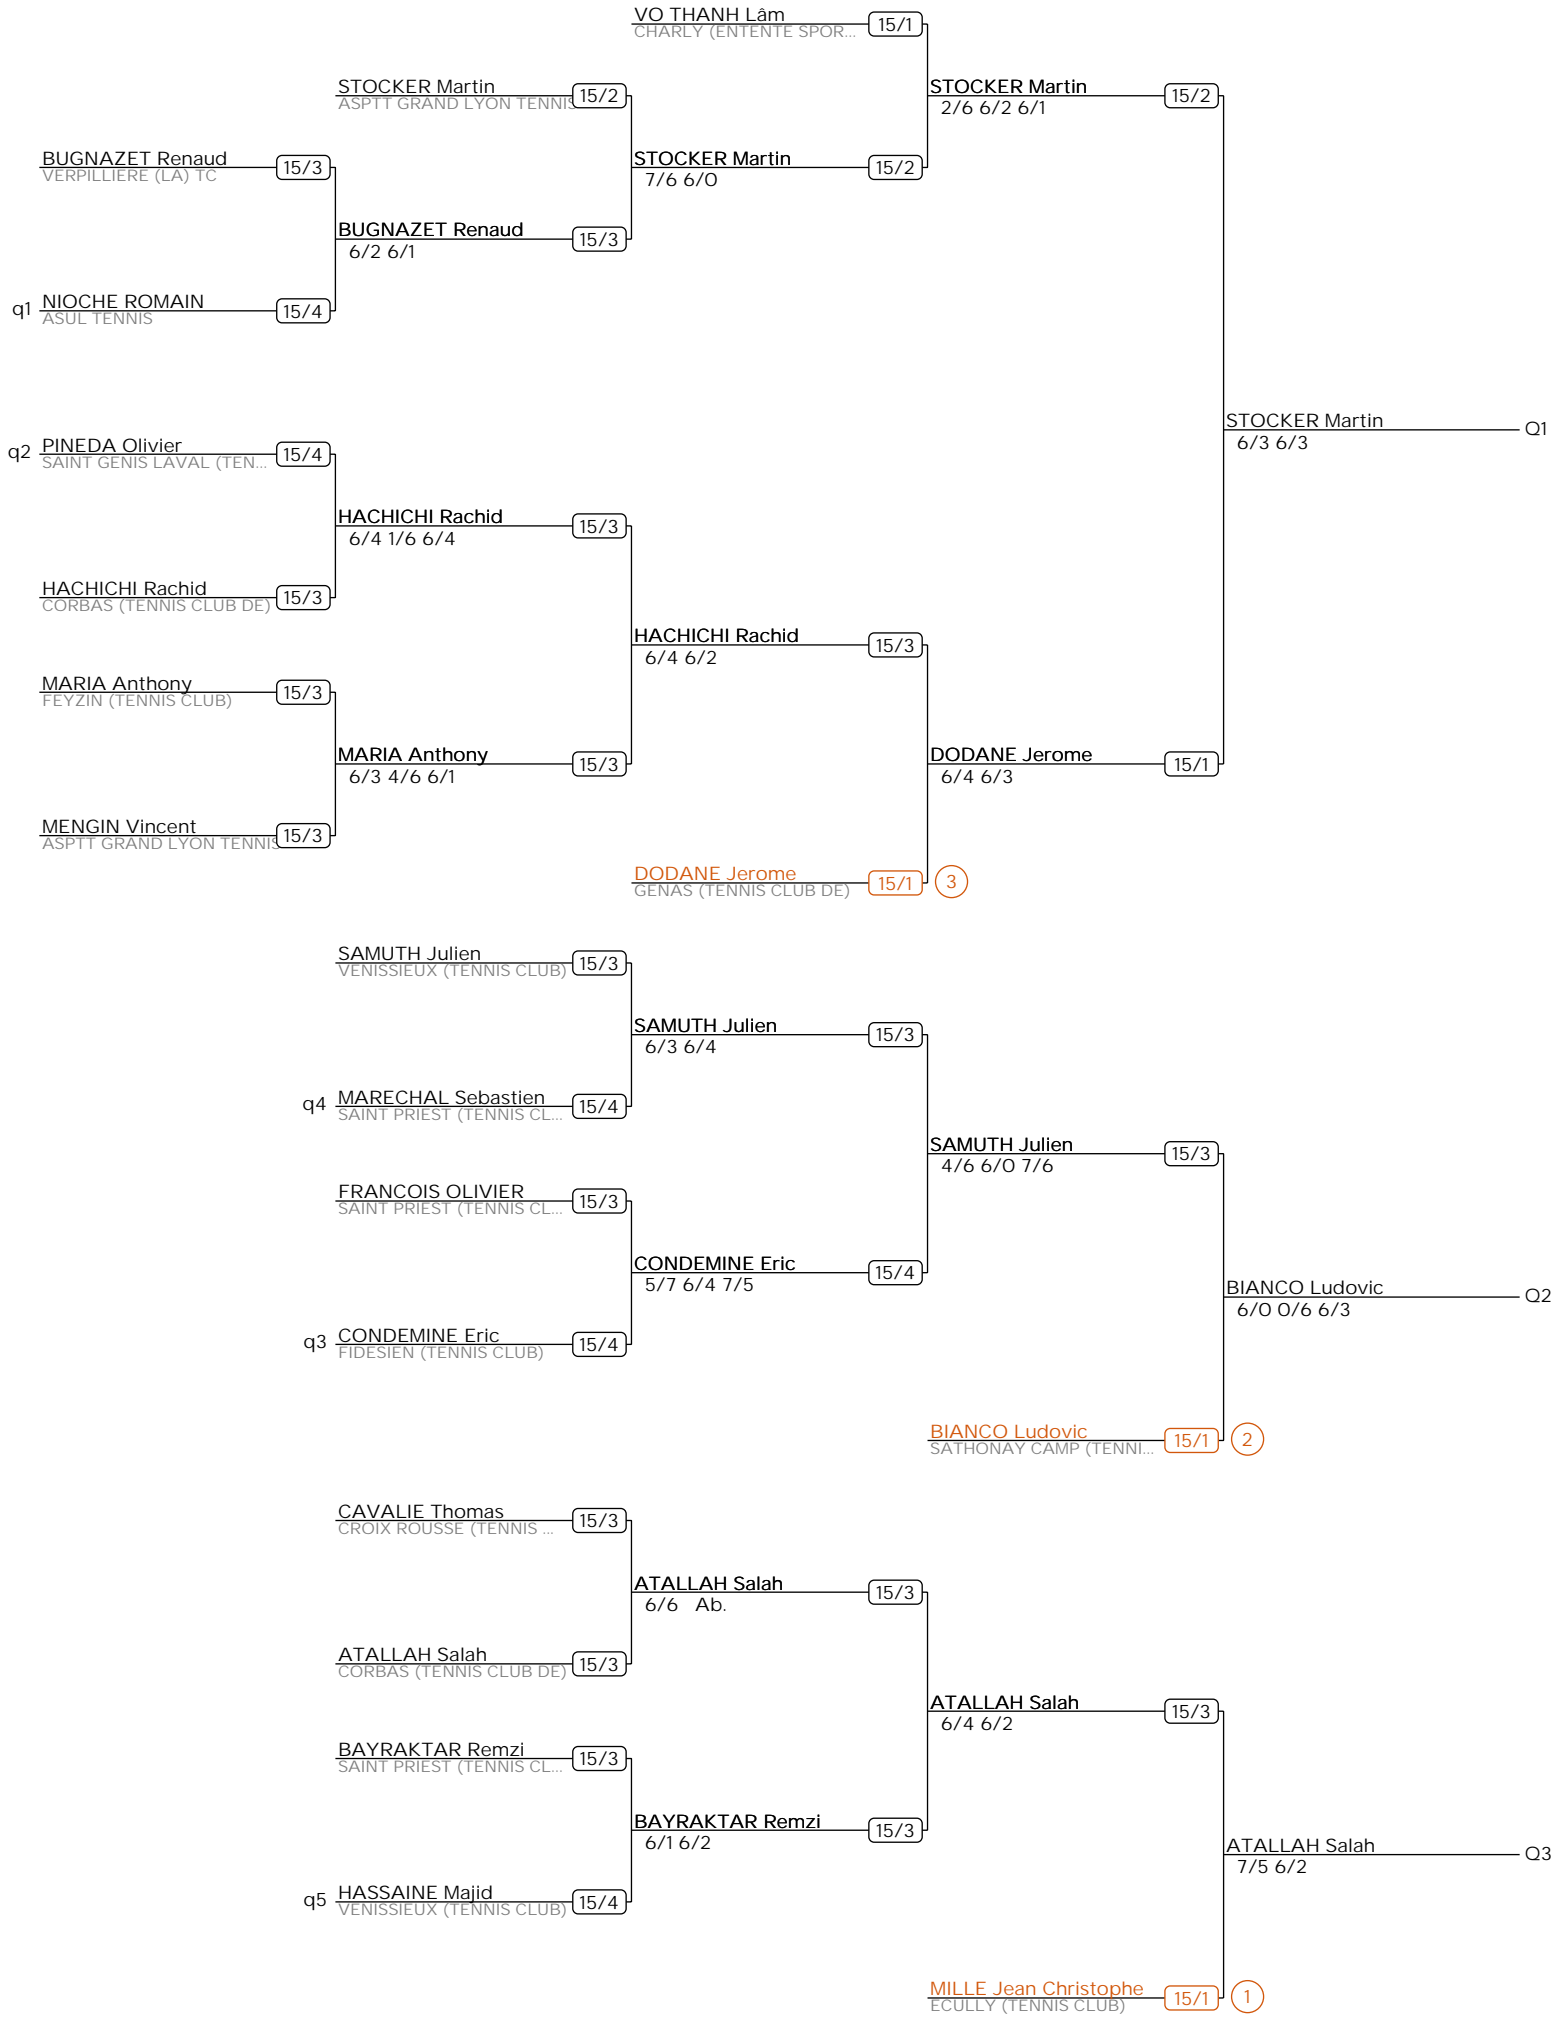 VO THANH Lâm
15/1
CHARLY (ENTENTE SPOR...
STOCKER Martin
15/2
ASPTT GRAND LYON TENNIS
STOCKER Martin
15/2
2/6 6/2 6/1
BUGNAZET Renaud
15/3
VERPILLIERE (LA) TC
STOCKER Martin
15/2
7/6 6/0
BUGNAZET Renaud
15/3
6/2 6/1
q1
NIOCHE ROMAIN
15/4
ASUL TENNIS
STOCKER Martin
Q1
6/3 6/3
q2
PINEDA Olivier
15/4
SAINT GENIS LAVAL (TEN...
HACHICHI Rachid
15/3
6/4 1/6 6/4
HACHICHI Rachid
15/3
CORBAS (TENNIS CLUB DE)
HACHICHI Rachid
15/3
6/4 6/2
MARIA Anthony
15/3
FEYZIN (TENNIS CLUB)
MARIA Anthony
15/3
6/3 4/6 6/1
DODANE Jerome
15/1
6/4 6/3
MENGIN Vincent
15/3
ASPTT GRAND LYON TENNIS
DODANE Jerome
15/1
3
GENAS (TENNIS CLUB DE)
SAMUTH Julien
15/3
VENISSIEUX (TENNIS CLUB)
SAMUTH Julien
15/3
6/3 6/4
q4
MARECHAL Sebastien
15/4
SAINT PRIEST (TENNIS CL...
SAMUTH Julien
15/3
4/6 6/0 7/6
FRANCOIS OLIVIER
15/3
SAINT PRIEST (TENNIS CL...
CONDEMINE Eric
15/4
5/7 6/4 7/5
BIANCO Ludovic
Q2
6/0 0/6 6/3
q3
CONDEMINE Eric
15/4
FIDESIEN (TENNIS CLUB)
BIANCO Ludovic
15/1
2
SATHONAY CAMP (TENNI...
CAVALIE Thomas
15/3
CROIX ROUSSE (TENNIS ...
ATALLAH Salah
15/3
6/6 Ab.
ATALLAH Salah
15/3
CORBAS (TENNIS CLUB DE)
ATALLAH Salah
15/3
6/4 6/2
BAYRAKTAR Remzi
15/3
SAINT PRIEST (TENNIS CL...
BAYRAKTAR Remzi
15/3
6/1 6/2
ATALLAH Salah
Q3
7/5 6/2
q5
HASSAINE Majid
15/4
VENISSIEUX (TENNIS CLUB)
MILLE Jean Christophe
15/1
1
ECULLY (TENNIS CLUB)